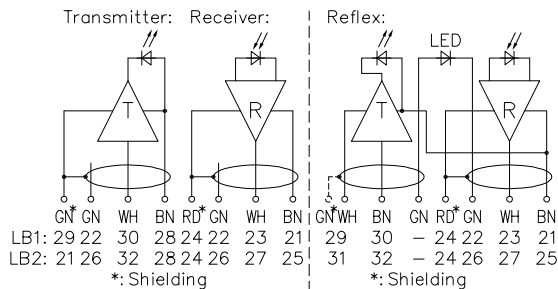 Transmitter: Receiver: Reflex:
LED
T R T R
GN* GN WH BN RD* GN WH BN GN* WH BN GN RD* GN WH BN
LB1: 29 22 30 28 24 22 23 21 29 30 – 24 22 23 21
LB2: 21 26 32 28 24 26 27 25 31 32 – 24 26 27 25
*: Shielding *: Shielding